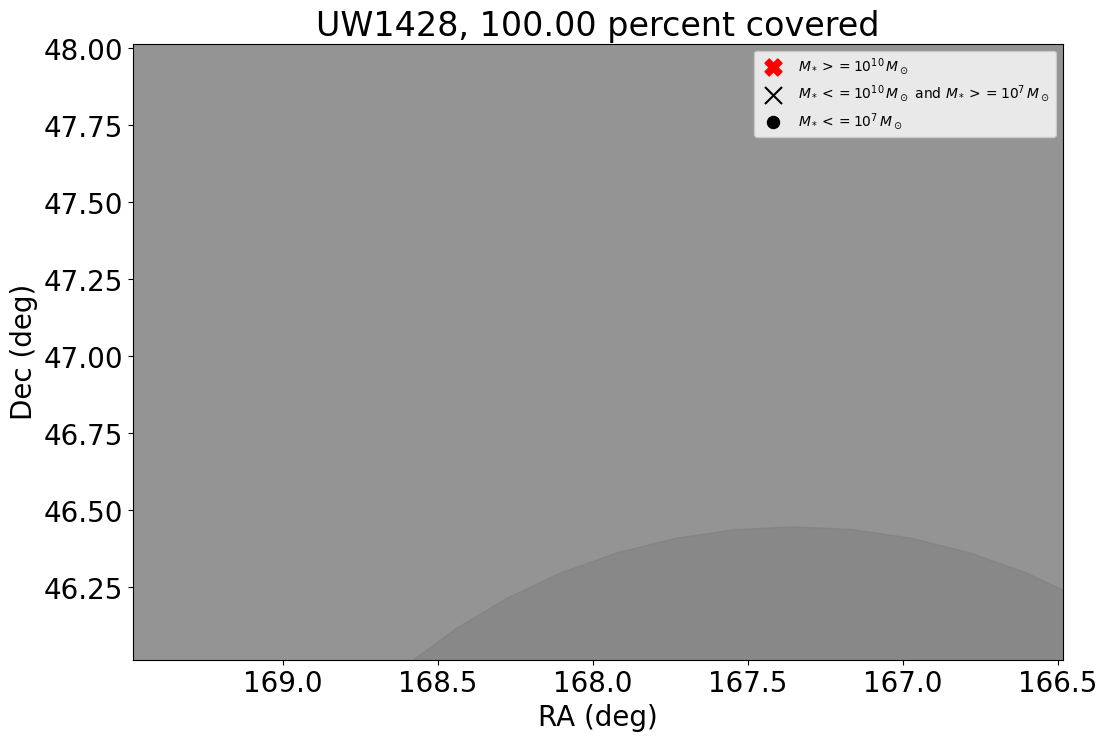 UW1428, 100.00 percent covered
M* >= 10^10 M⊙
M* <= 10^10 M⊙ and M* >= 10^7 M⊙
M* <= 10^7 M⊙
48.00
47.75
47.50
47.25
47.00
46.75
46.50
46.25
Dec (deg)
169.0 168.5 168.0 167.5 167.0 166.5
RA (deg)